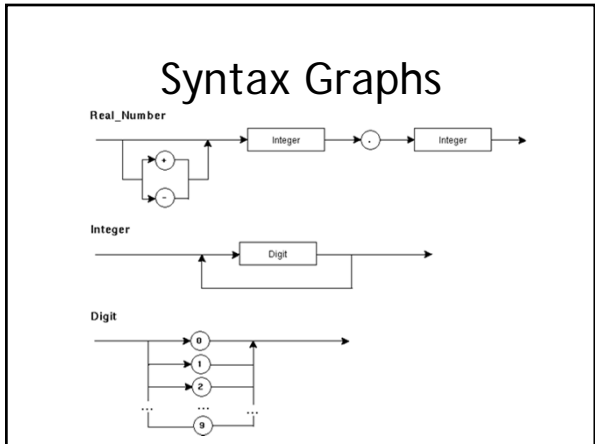 Syntax Graphs
Real_Number
Integer . Integer
+
-
Integer
Digit
Digit
0
1
2
... ... ...
9